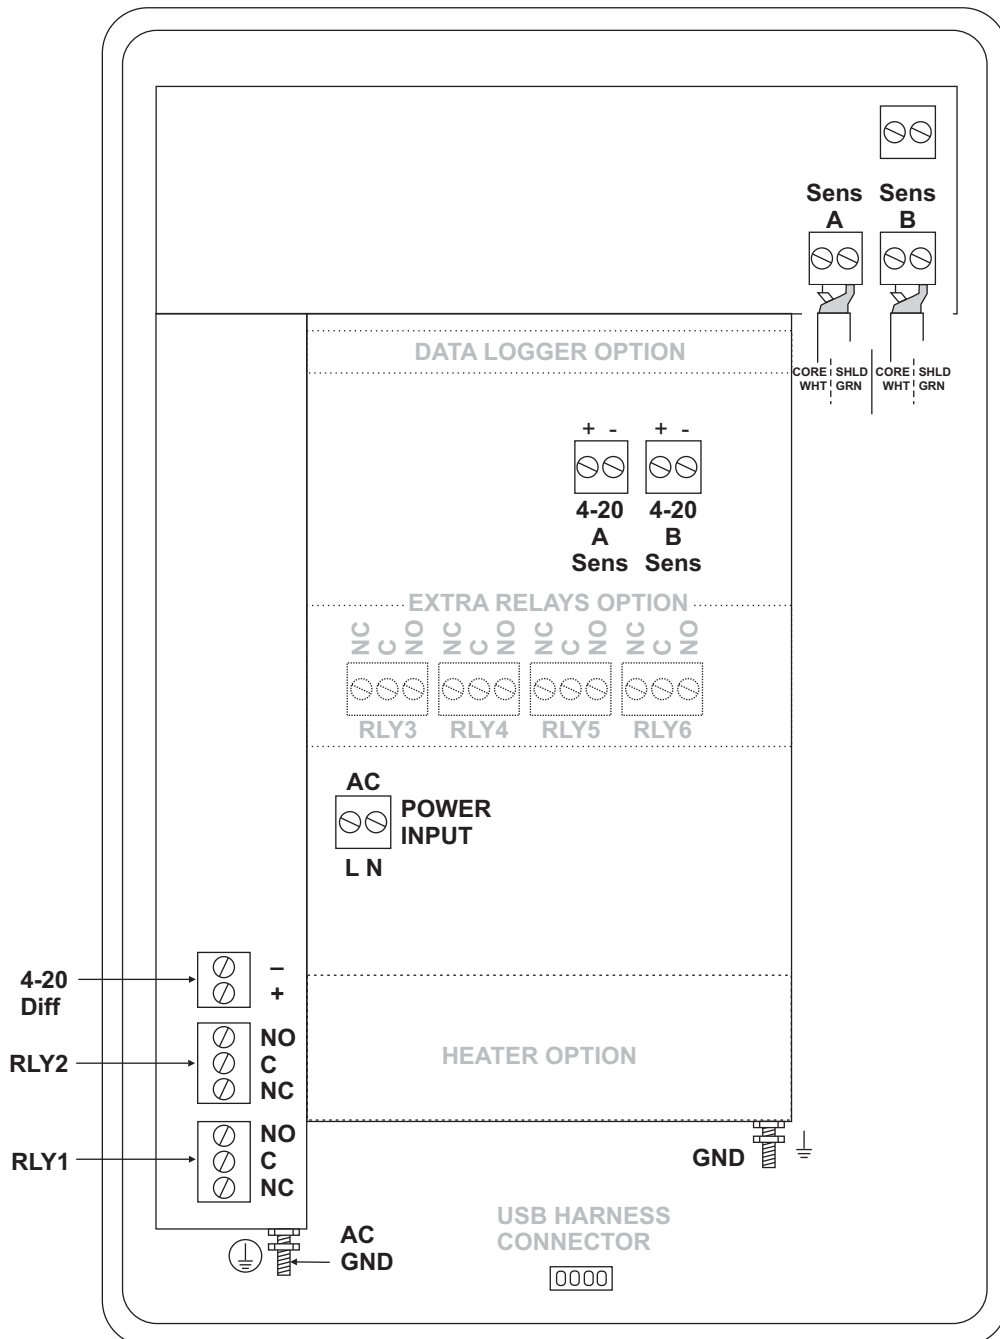 Sens Sens
A B
DATA LOGGER OPTION
CORE SHLD CORE SHLD
WHT GRN WHT GRN
+ - + -
4-20 4-20
A B
Sens Sens
EXTRA RELAYS OPTION
NC C NO NC C NO NC C NO NC C NO
RLY3 RLY4 RLY5 RLY6
AC
POWER
INPUT
L N
4-20
Diff
–
+
RLY2
NO
C
NC
HEATER OPTION
RLY1
NO
C
NC
GND
AC
GND
USB HARNESS
CONNECTOR